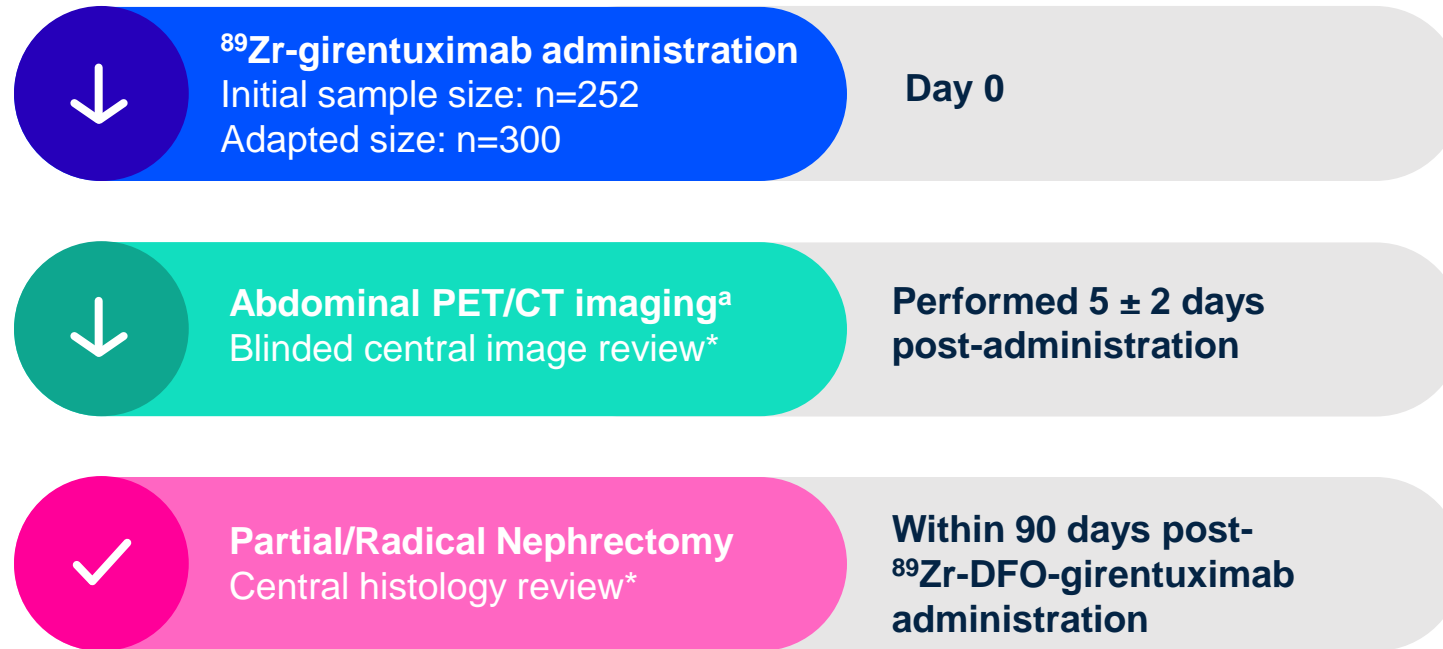 ⁸⁹Zr-girentuximab administration
Initial sample size: n=252
Adapted size: n=300
Day 0
Abdominal PET/CT imagingᵃ
Blinded central image review*
Performed 5 ± 2 days
post-administration
Partial/Radical Nephrectomy
Central histology review*
Within 90 days post-
⁸⁹Zr-DFO-girentuximab
administration